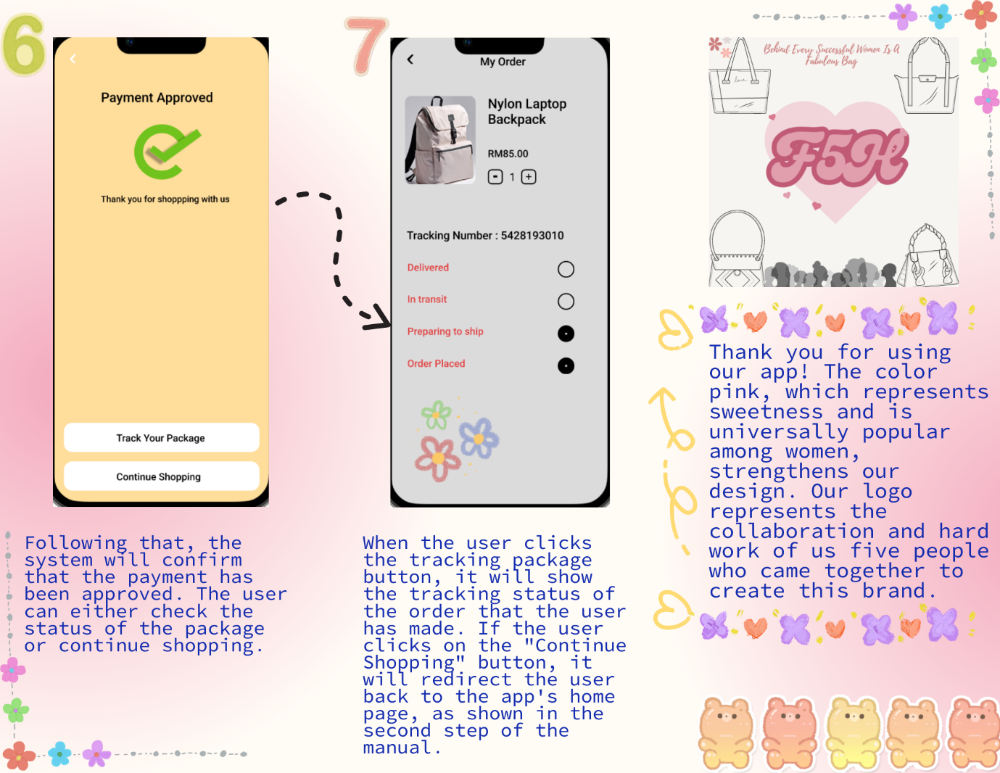 6
Payment Approved
Thank you for shoppping with us
Track Your Package
Continue Shopping
Following that, the
system will confirm
that the payment has
been approved. The user
can either check the
status of the package
or continue shopping.
7
My Order
Nylon Laptop
Backpack
RM85.00
- 1 +
Tracking Number : 5428193010
Delivered
In transit
Preparing to ship
Order Placed
When the user clicks
the tracking package
button, it will show
the tracking status of
the order that the user
has made. If the user
clicks on the "Continue
Shopping" button, it
will redirect the user
back to the app's home
page, as shown in the
second step of the
manual.
Behind Every Successful Women Is A
Fabulous Bag
love
F5H
Thank you for using
our app! The color
pink, which represents
sweetness and is
universally popular
among women,
strengthens our
design. Our logo
represents the
collaboration and hard
work of us five people
who came together to
create this brand.